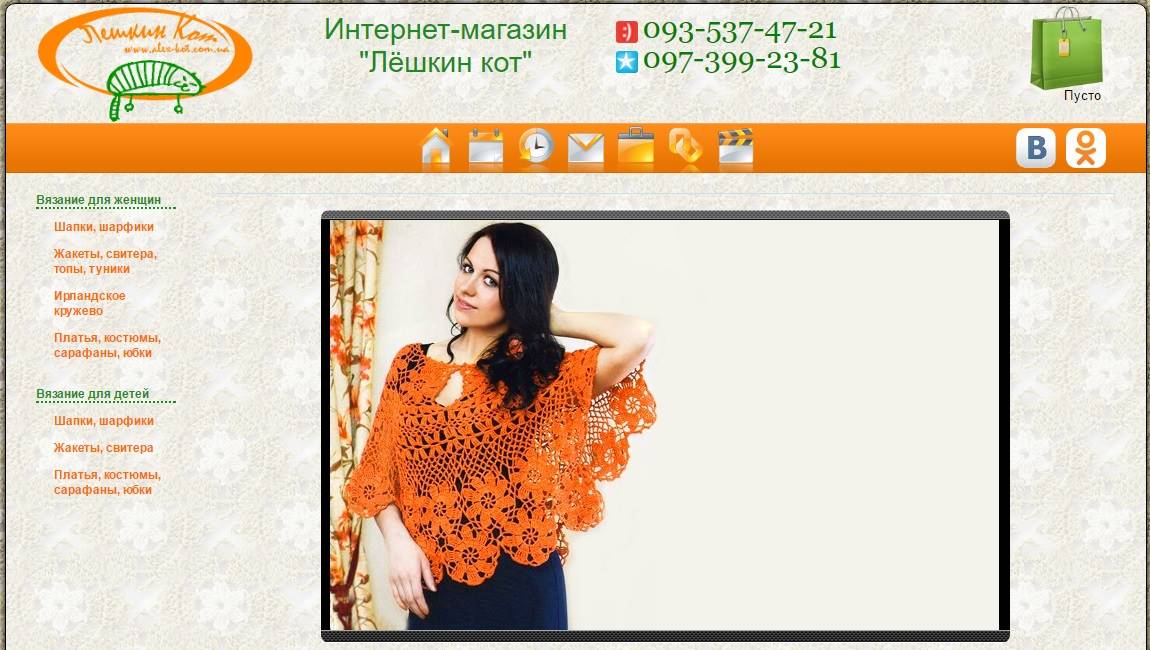 Лешкин Кот
www.alex-kot.com.ua
Интернет-магазин
"Лёшкин кот"
093-537-47-21
097-399-23-81
Пусто
В
Вязание для женщин
Шапки, шарфики
Жакеты, свитера,
топы, туники
Ирландское
кружево
Платья, костюмы,
сарафаны, юбки
Вязание для детей
Шапки, шарфики
Жакеты, свитера
Платья, костюмы,
сарафаны, юбки